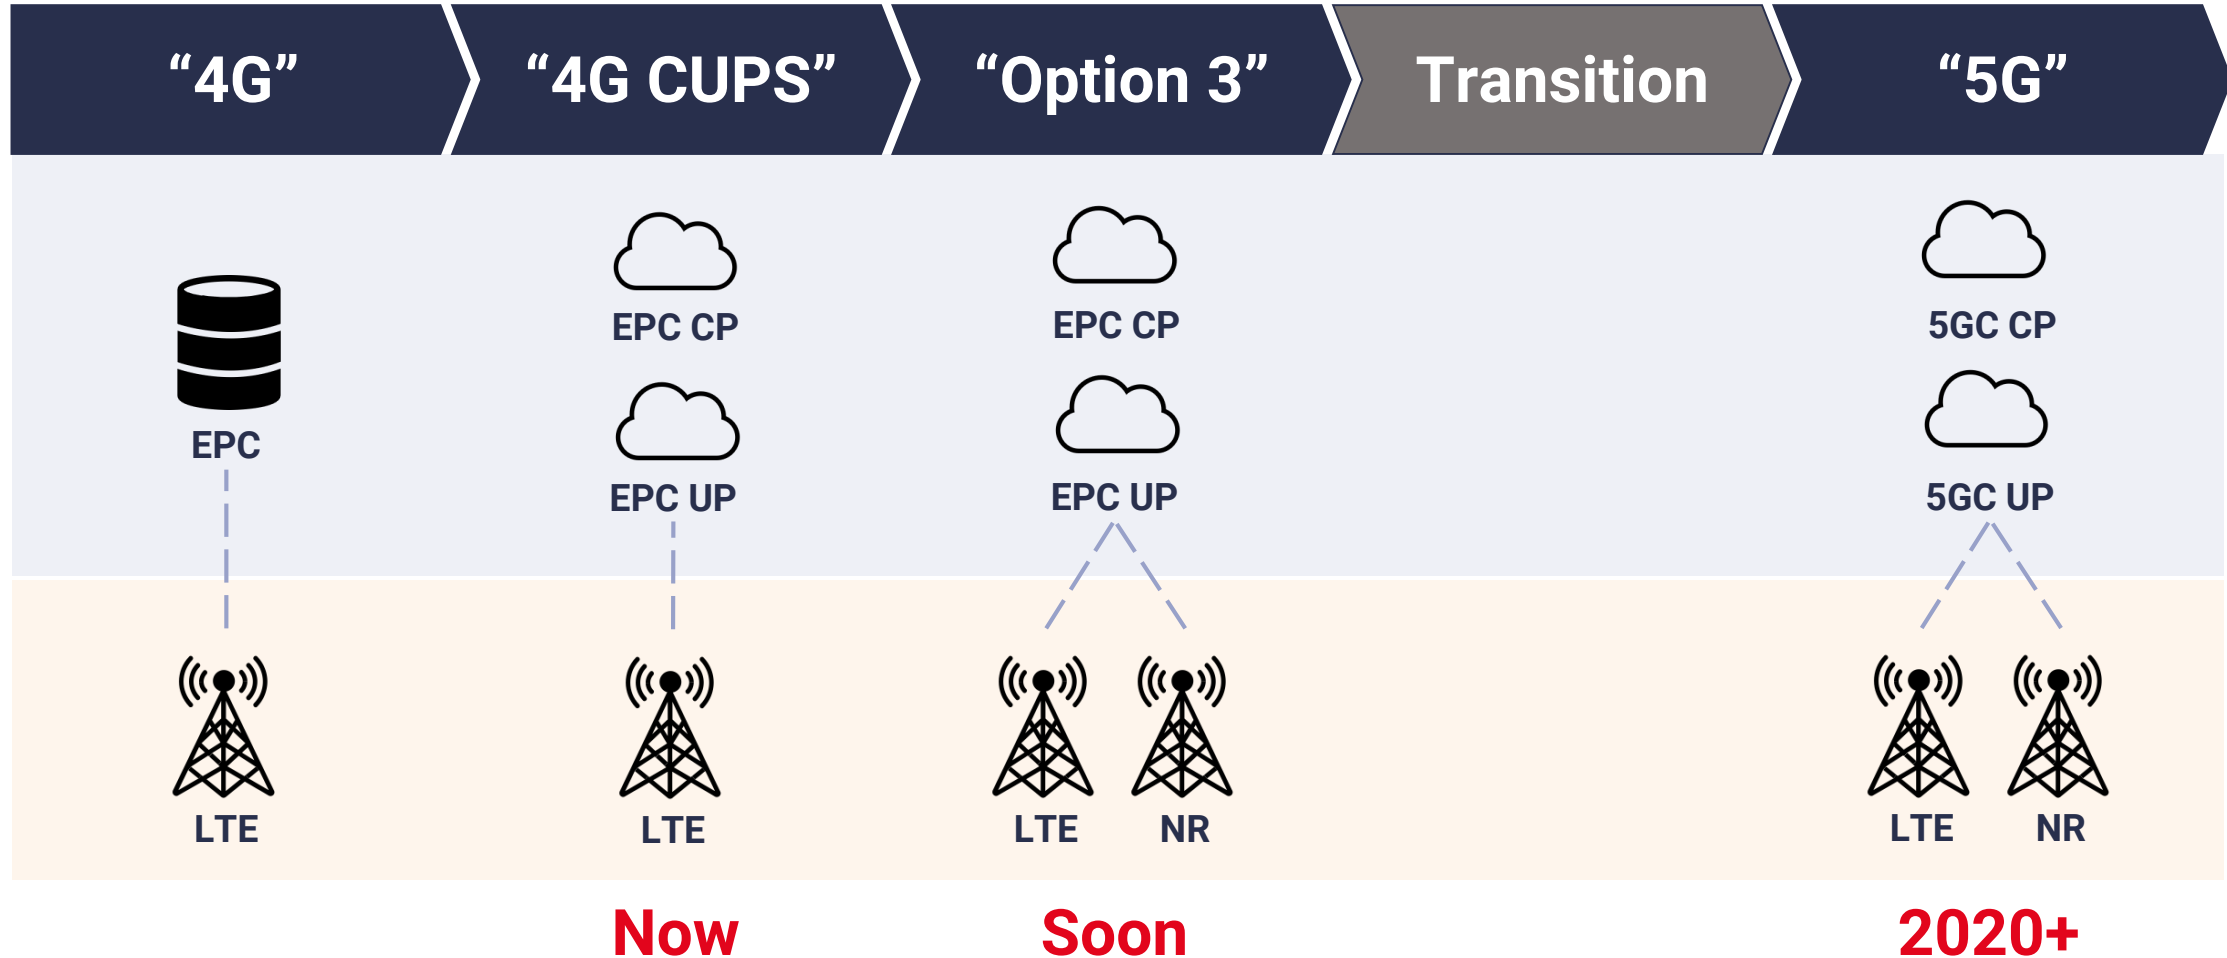 “4G”
“4G CUPS”
“Option 3”
Transition
“5G”
EPC
LTE
EPC CP
EPC UP
LTE
Now
EPC CP
EPC UP
LTE
NR
Soon
5GC CP
5GC UP
LTE
NR
2020+